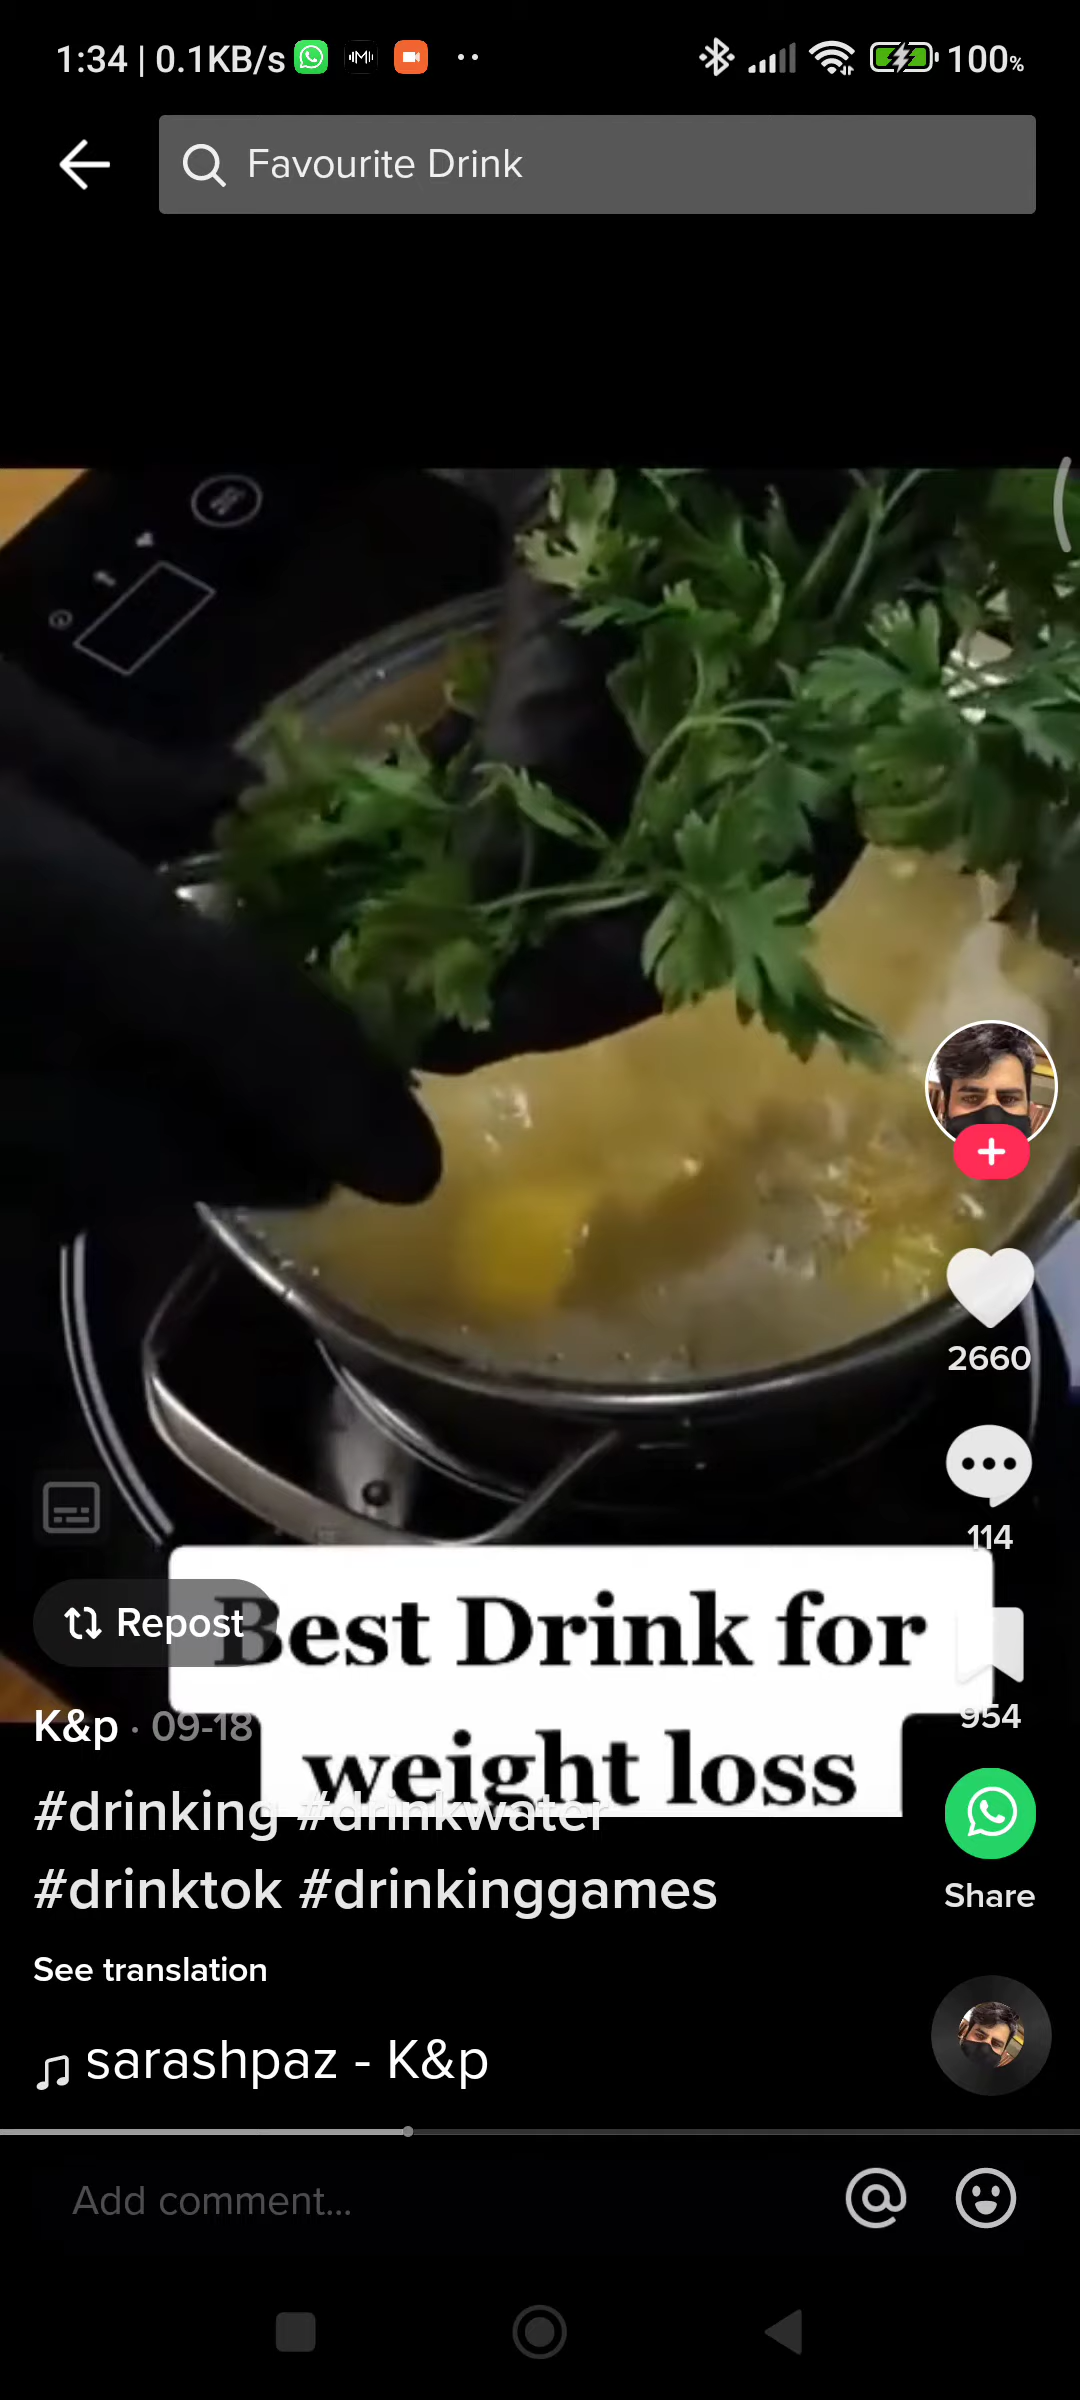 1:34 | 0.1KB/s
100%
Favourite Drink
2660
114
Best Drink for
Repost
954
K&p · 09-18
weight loss
#drinking #drinkwater
#drinktok #drinkinggames
Share
See translation
sarashpaz - K&p
Add comment...